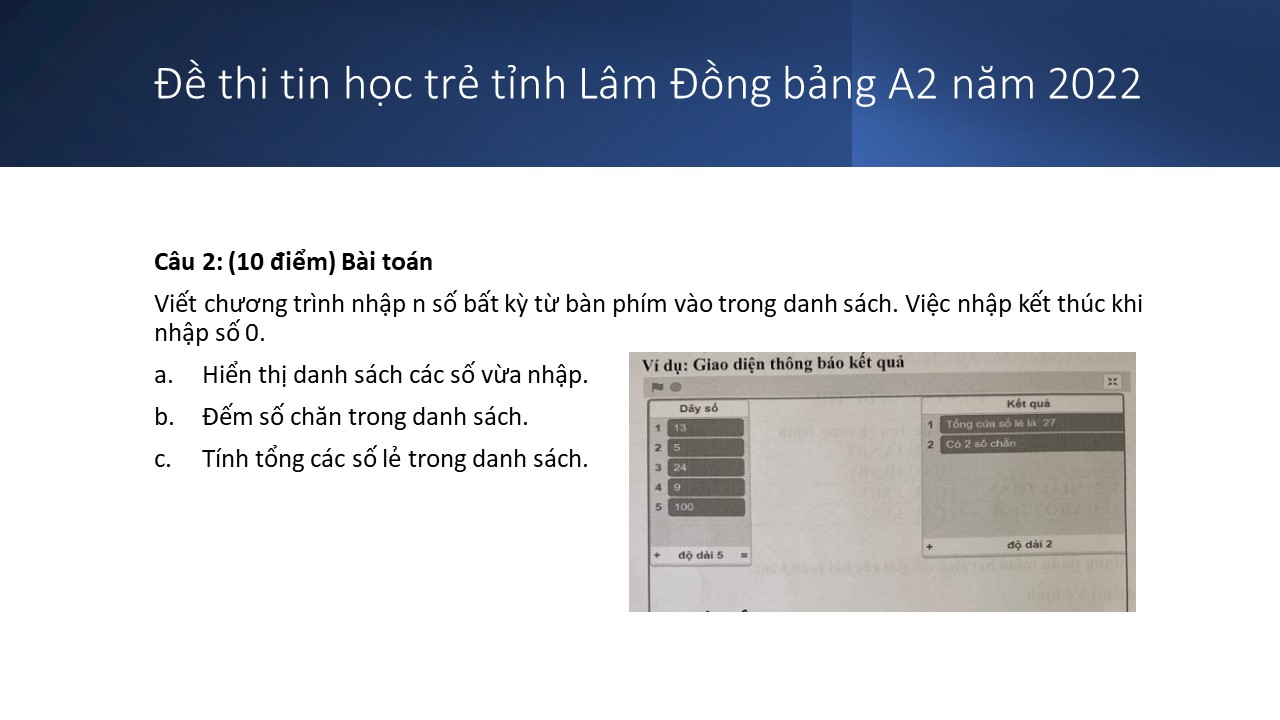 Đề thi tin học trẻ tỉnh Lâm Đồng bảng A2 năm 2022
Câu 2: (10 điểm) Bài toán
Viết chương trình nhập n số bất kỳ từ bàn phím vào trong danh sách. Việc nhập kết thúc khi
nhập số 0.
a. Hiển thị danh sách các số vừa nhập.
b. Đếm số chăn trong danh sách.
c. Tính tổng các số lẻ trong danh sách.
Ví dụ: Giao diện thông báo kết quả
Dãy số
1 13
2 5
3 24
4 9
5 100
+ độ dài 5 =
Kết quả
1 Tổng của số lẻ là: 27
2 Có 2 số chẵn
+ độ dài 2